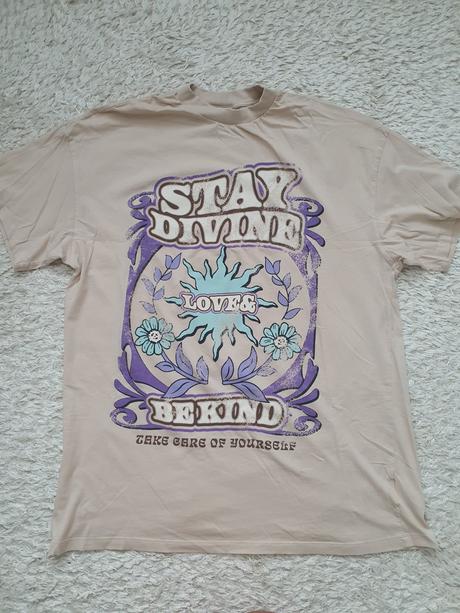 STAY
DIVINE
LOVE&
BE KIND
TAKE CARE OF YOURSELF